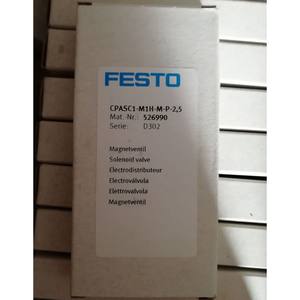 FESTO
CPASC1-M1H-M-P-2,5
Mat.-Nr.: 526990
Serie: D302
Magnetventil
Solenoid valve
Electrodistributeur
Electroválvula
Elettrovalvola
Magnetventil